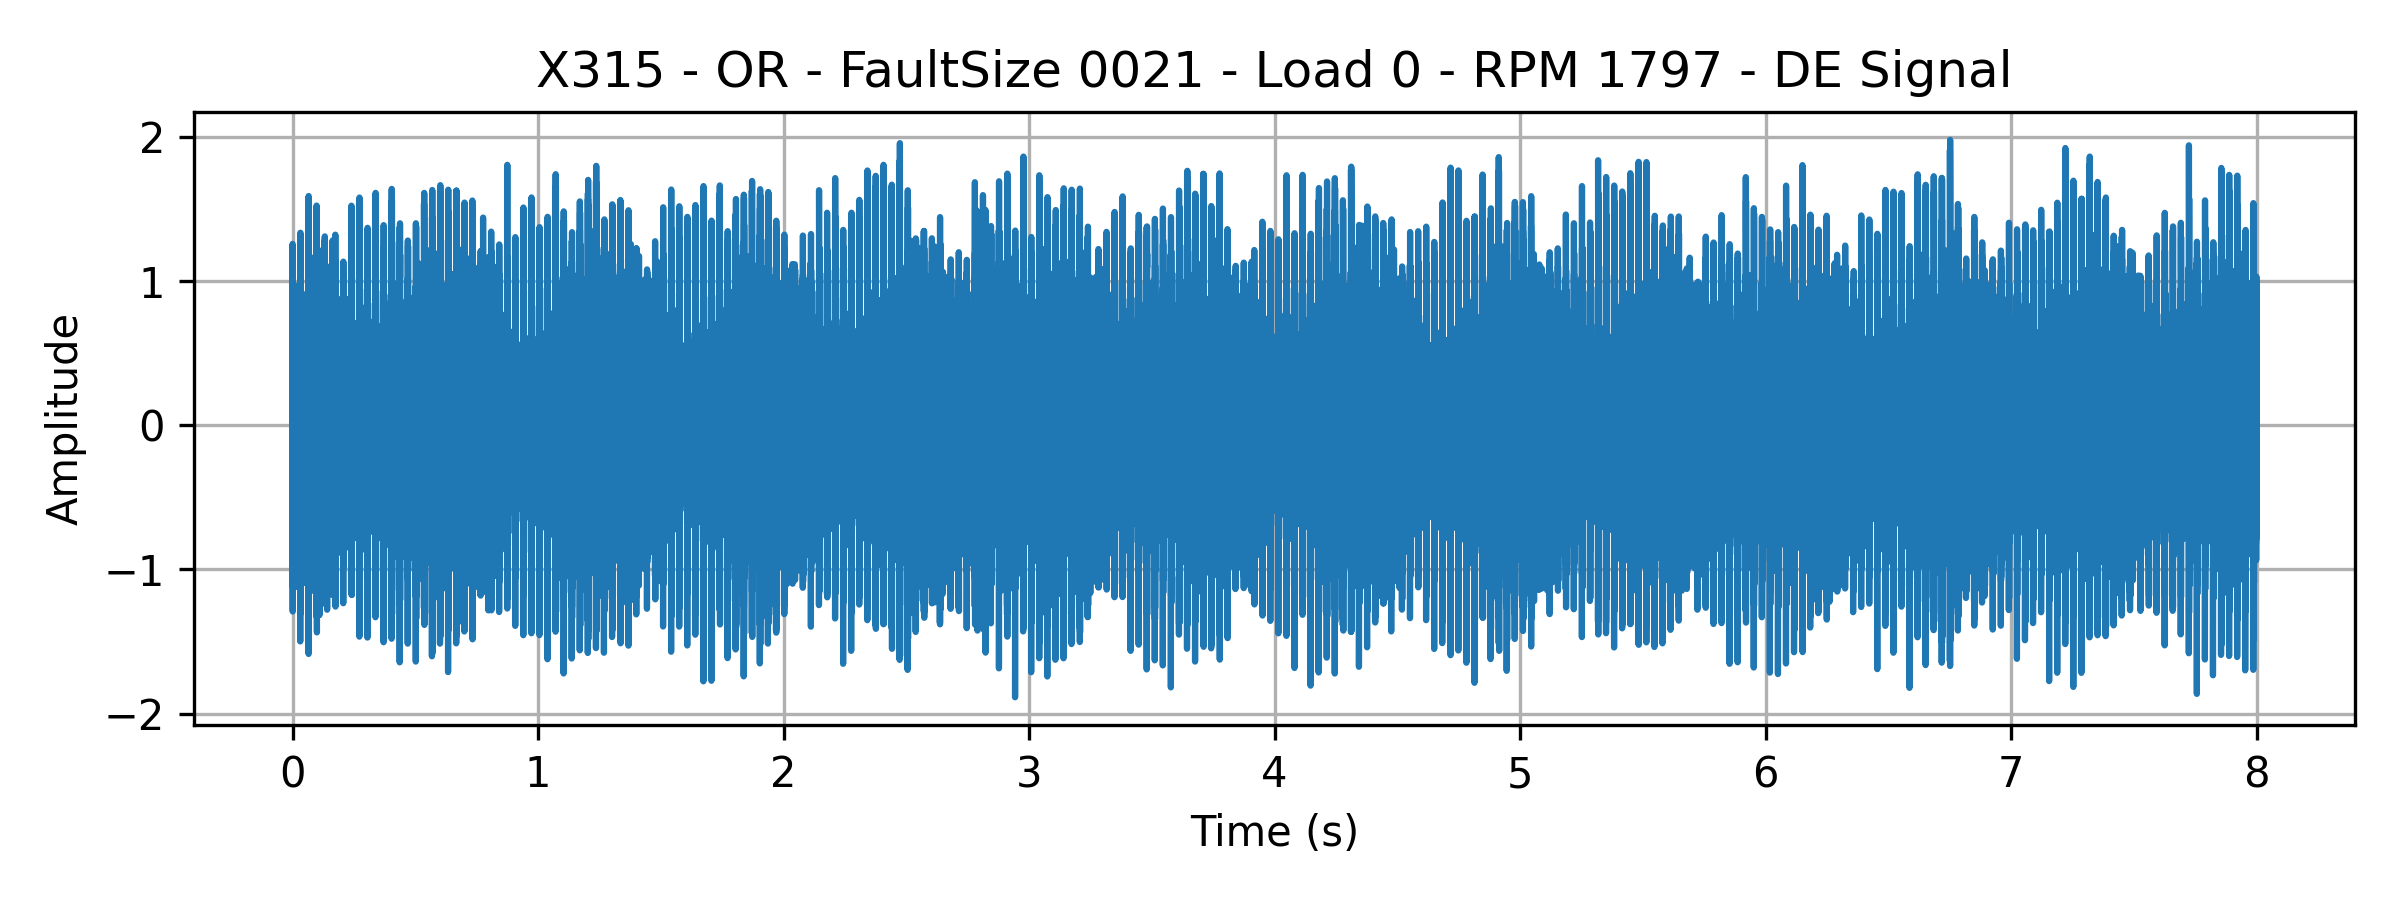 X315 - OR - FaultSize 0021 - Load 0 - RPM 1797 - DE Signal
2
1
0
−1
−2
Amplitude
0 1 2 3 4 5 6 7 8
Time (s)